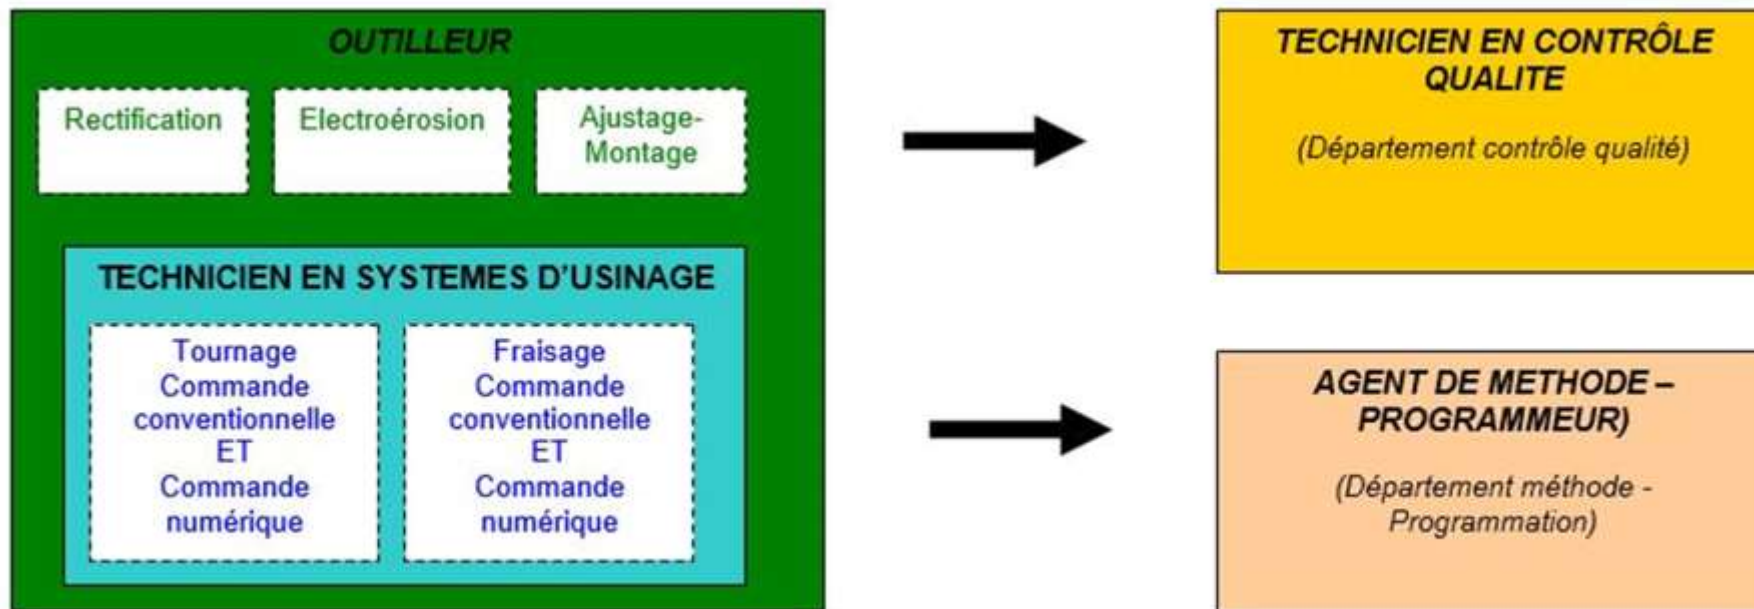 OUTILLEUR
Rectification
Electroérosion
Ajustage-
Montage
TECHNICIEN EN SYSTEMES D'USINAGE
Tournage
Commande
conventionnelle
ET
Commande
numérique
Fraisage
Commande
conventionnelle
ET
Commande
numérique
TECHNICIEN EN CONTRÔLE
QUALITE
(Département contrôle qualité)
AGENT DE METHODE –
PROGRAMMEUR)
(Département méthode -
Programmation)